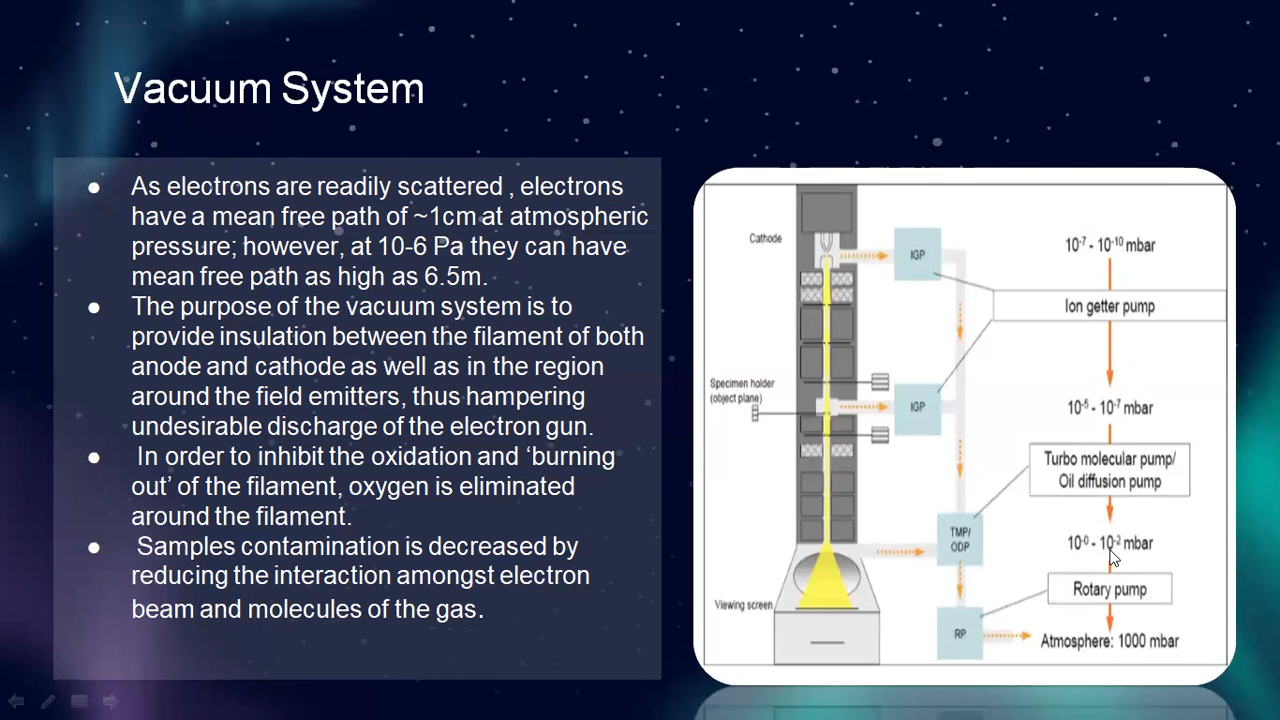 Vacuum System
● As electrons are readily scattered , electrons
have a mean free path of ~1cm at atmospheric
pressure; however, at 10-6 Pa they can have
mean free path as high as 6.5m.
● The purpose of the vacuum system is to
provide insulation between the filament of both
anode and cathode as well as in the region
around the field emitters, thus hampering
undesirable discharge of the electron gun.
● In order to inhibit the oxidation and ‘burning
out’ of the filament, oxygen is eliminated
around the filament.
● Samples contamination is decreased by
reducing the interaction amongst electron
beam and molecules of the gas.
Cathode
IGP
10⁻⁷ - 10⁻¹⁰ mbar
Ion getter pump
Specimen holder
(object plane)
IGP
10⁻⁵ - 10⁻⁷ mbar
Turbo molecular pump/
Oil diffusion pump
TMP/
ODP
10⁻⁰ - 10⁻² mbar
Rotary pump
Viewing screen
RP
Atmosphere: 1000 mbar